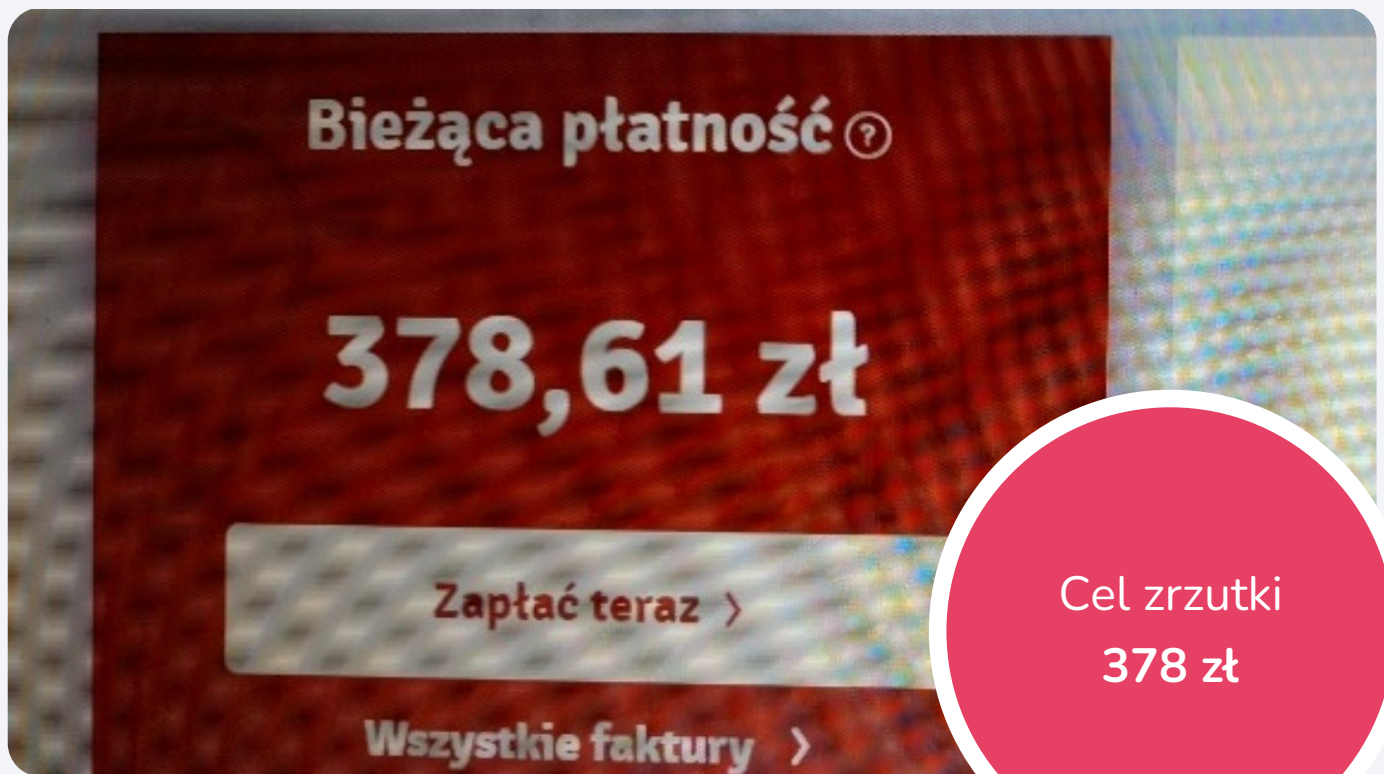 Bieżąca płatność ?
378,61 zł
Zapłać teraz >
Wszystkie faktury >
Cel zrzutki
378 zł